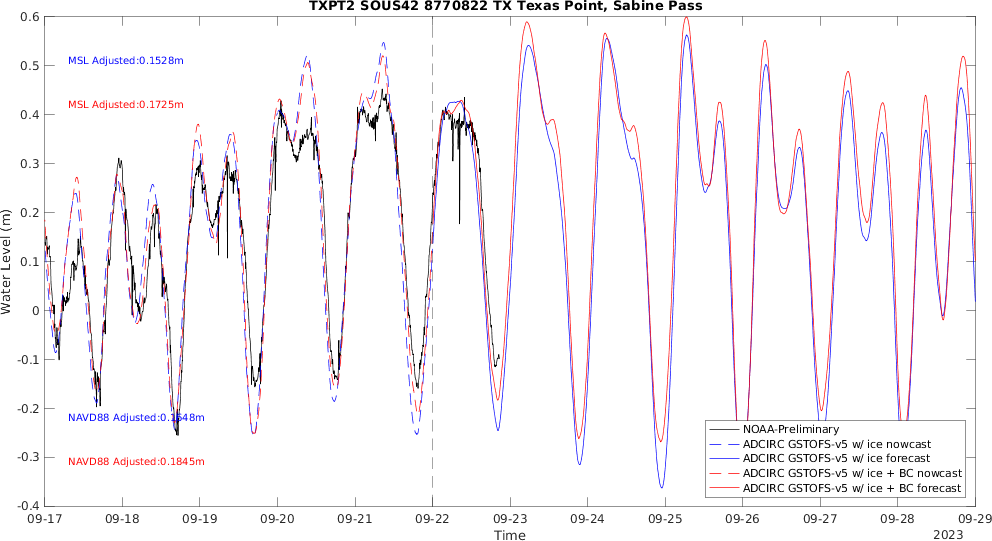 TXPT2 SOUS42 8770822 TX Texas Point, Sabine Pass
0.6
0.5
0.4
0.3
0.2
0.1
0
-0.1
-0.2
-0.3
-0.4
Water Level (m)
MSL Adjusted:0.1528m
MSL Adjusted:0.1725m
NAVD88 Adjusted:0.1648m
NAVD88 Adjusted:0.1845m
NOAA-Preliminary
ADCIRC GSTOFS-v5 w/ ice nowcast
ADCIRC GSTOFS-v5 w/ ice forecast
ADCIRC GSTOFS-v5 w/ ice + BC nowcast
ADCIRC GSTOFS-v5 w/ ice + BC forecast
09-17 09-18 09-19 09-20 09-21 09-22 09-23 09-24 09-25 09-26 09-27 09-28 09-29
Time
2023